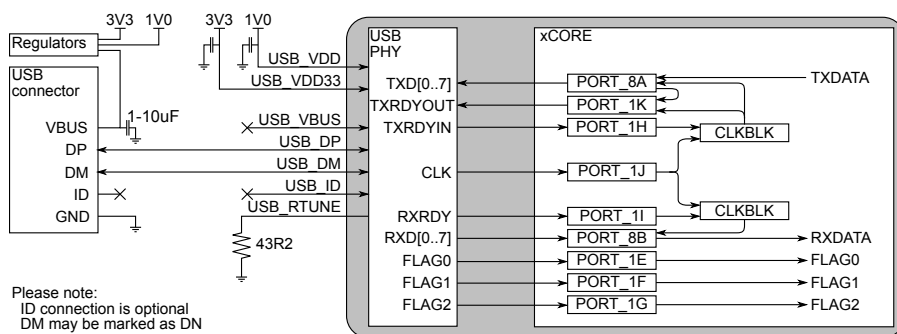 3V3 1V0
Regulators
USB
connector
1-10uF
VBUS
DP
DM
ID
GND
3V3 1V0
USB_VDD
USB_VDD33
USB_VBUS
USB_DP
USB_DM
USB_ID
USB_RTUNE
43R2
Please note:
ID connection is optional
DM may be marked as DN
USB
PHY
TXD[0..7]
TXRDYOUT
TXRDYIN
CLK
RXRDY
RXD[0..7]
FLAG0
FLAG1
FLAG2
xCORE
PORT_8A
PORT_1K
PORT_1H
PORT_1J
PORT_1I
PORT_8B
PORT_1E
PORT_1F
PORT_1G
CLKBLK
CLKBLK
TXDATA
RXDATA
FLAG0
FLAG1
FLAG2